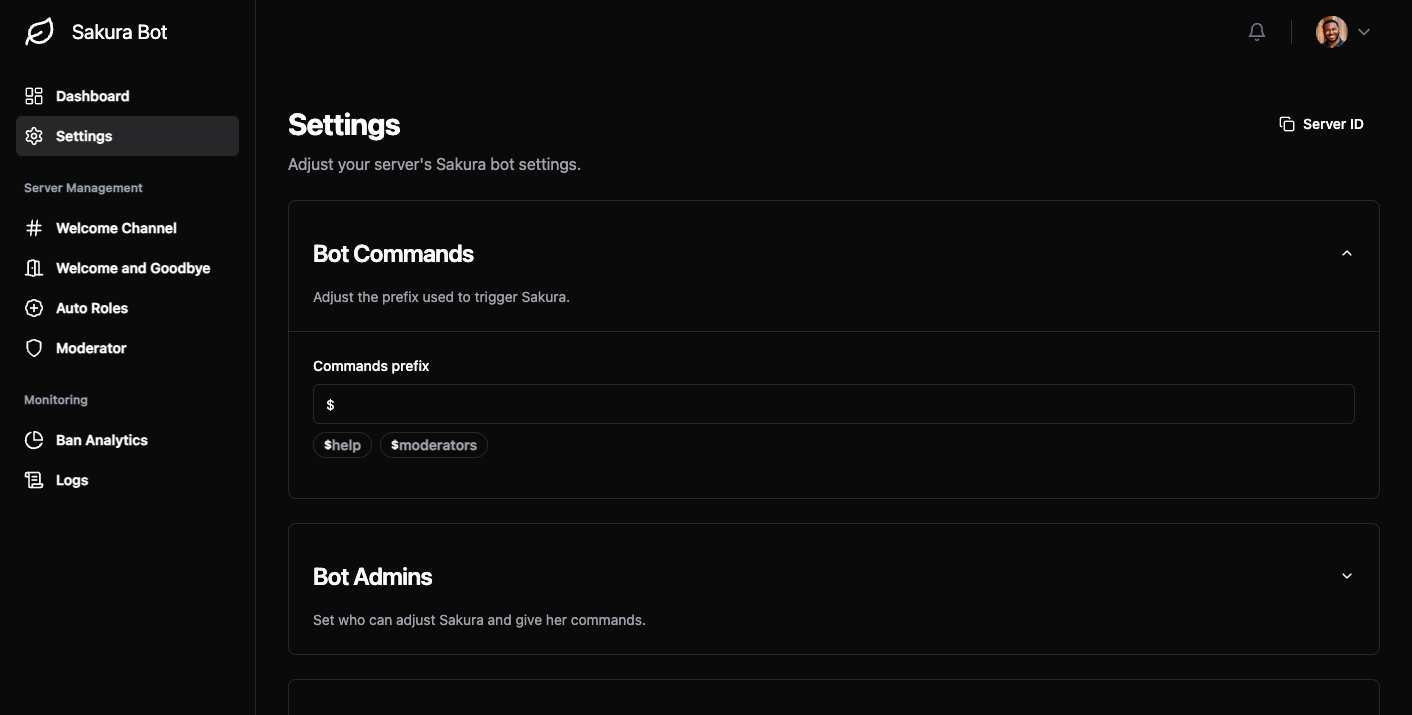 Sakura Bot
Dashboard
Settings
Server Management
Welcome Channel
Welcome and Goodbye
Auto Roles
Moderator
Monitoring
Ban Analytics
Logs
Settings
Server ID
Adjust your server's Sakura bot settings.
Bot Commands
Adjust the prefix used to trigger Sakura.
Commands prefix
$
$help $moderators
Bot Admins
Set who can adjust Sakura and give her commands.